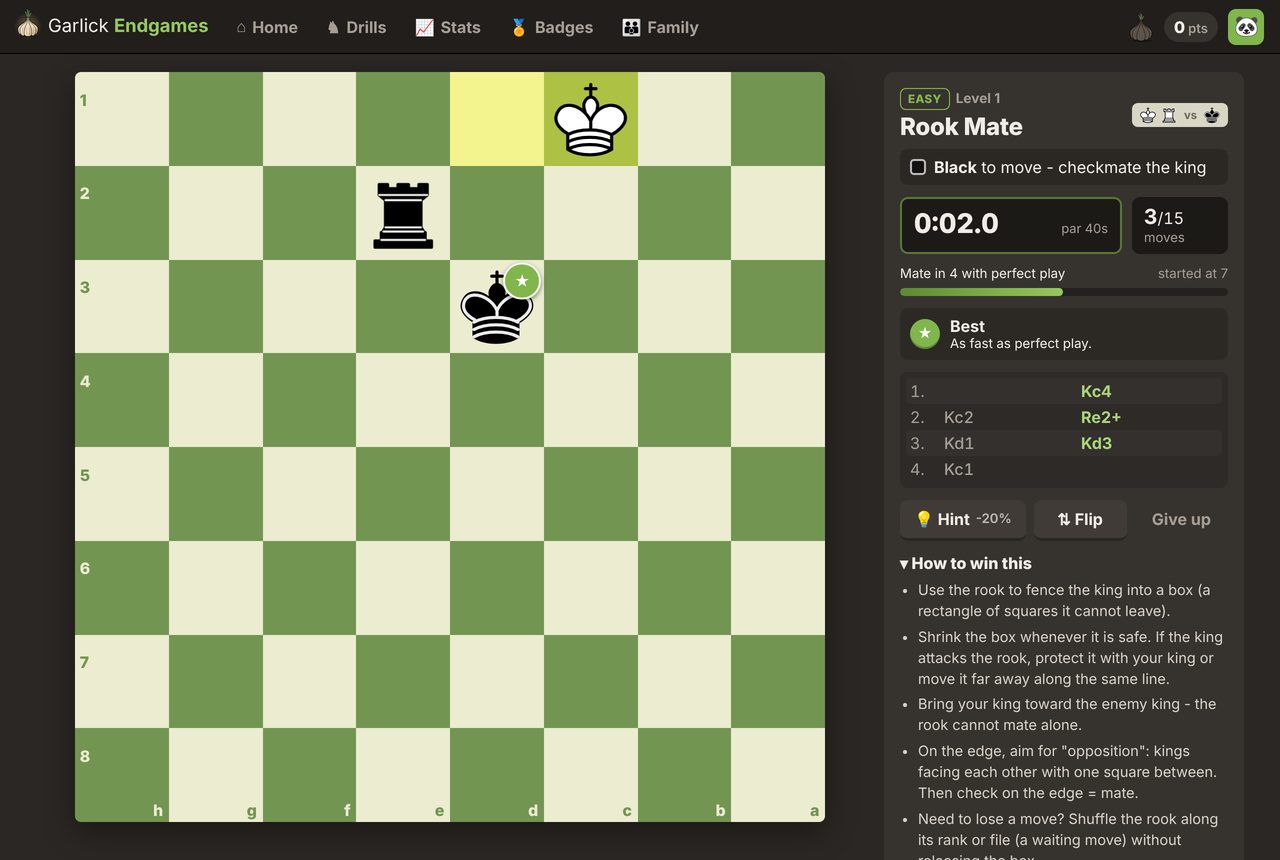 Garlick Endgames
Home
Drills
Stats
Badges
Family
0 pts
1
2
3
4
5
6
7
8
h g f e d c b a
EASY Level 1
Rook Mate
vs
Black to move - checkmate the king
0:02.0 par 40s
3/15
moves
Mate in 4 with perfect play started at 7
Best
As fast as perfect play.
1. Kc4
2. Kc2 Re2+
3. Kd1 Kd3
4. Kc1
Hint -20%
Flip
Give up
How to win this
• Use the rook to fence the king into a box (a
rectangle of squares it cannot leave).
• Shrink the box whenever it is safe. If the king
attacks the rook, protect it with your king or
move it far away along the same line.
• Bring your king toward the enemy king - the
rook cannot mate alone.
• On the edge, aim for "opposition": kings
facing each other with one square between.
Then check on the edge = mate.
• Need to lose a move? Shuffle the rook along
its rank or file (a waiting move) without
releasing the box.